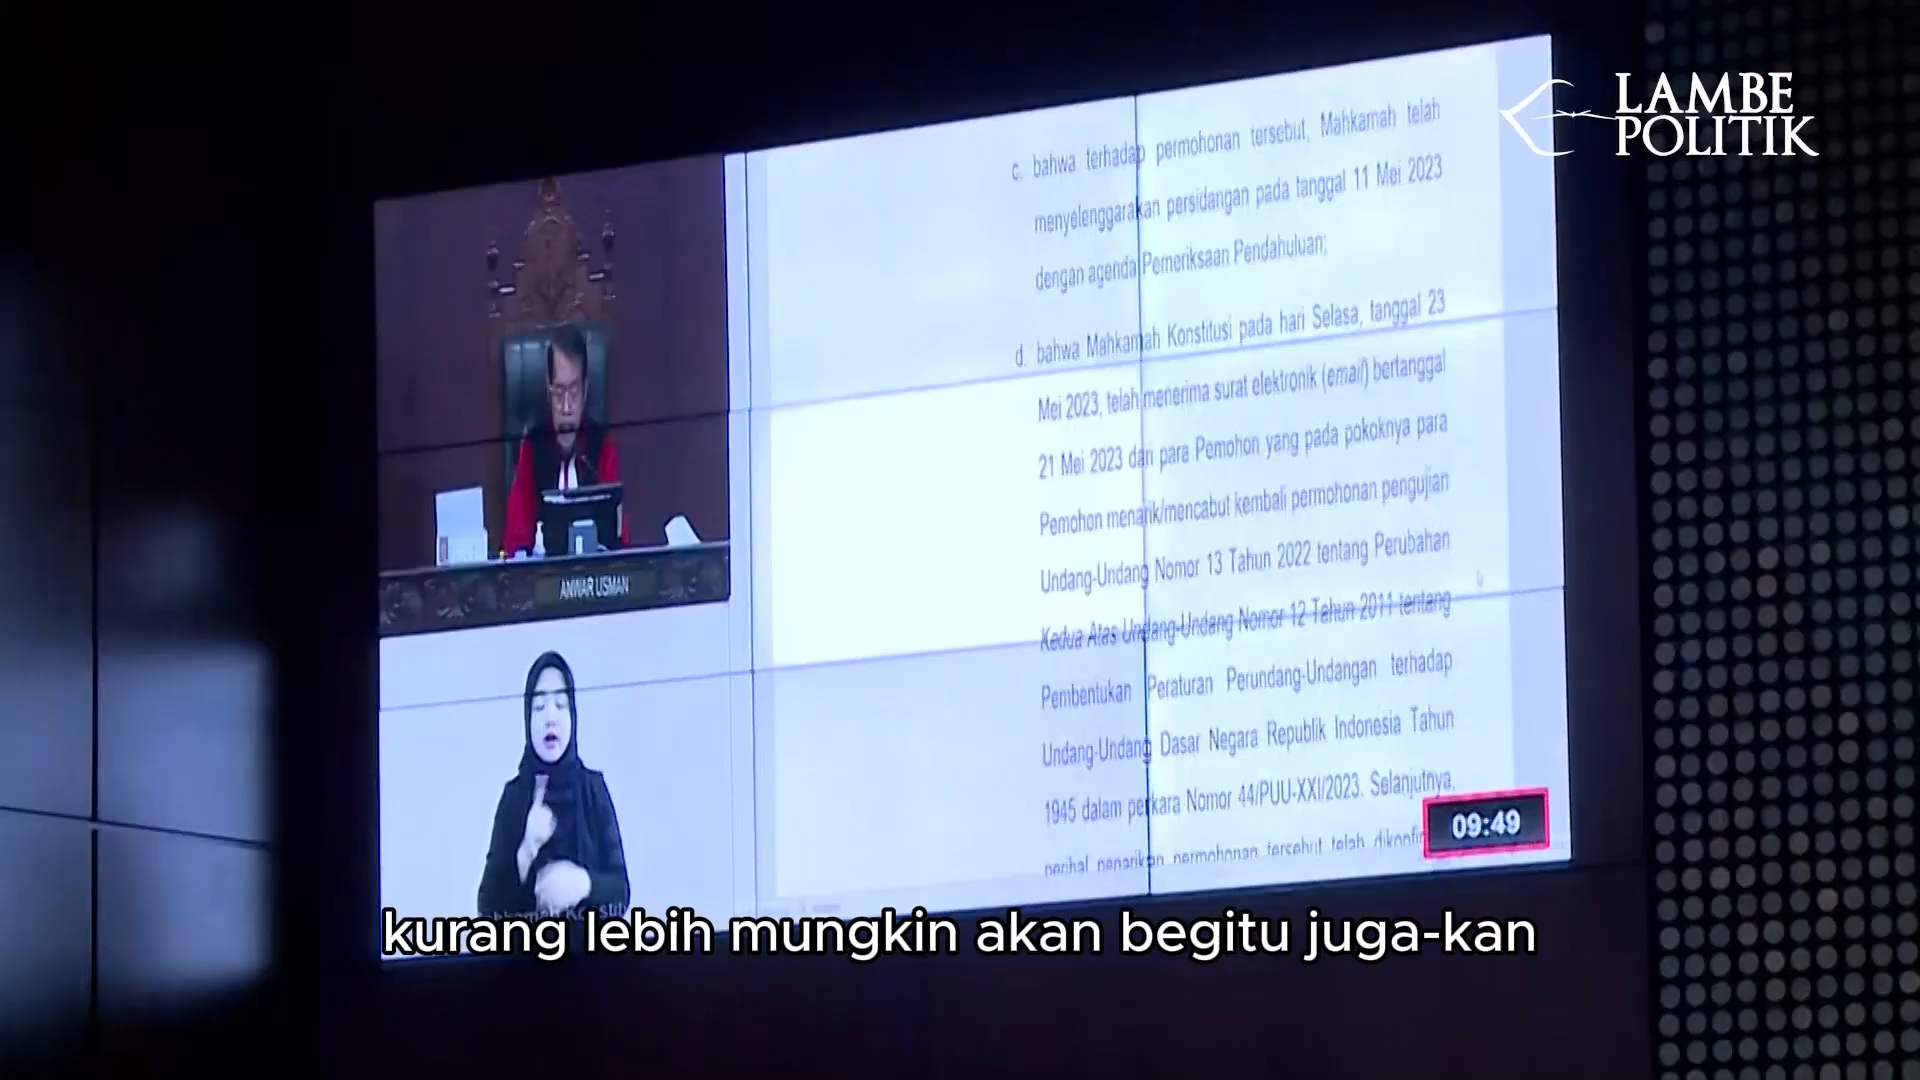 LAMBE
POLITIK
c. bahwa terhadap permohonan tersebut, Mahkamah telah
menyelenggarakan persidangan pada tanggal 11 Mei 2023
dengan agenda Pemeriksaan Pendahuluan;
d. bahwa Mahkamah Konstitusi pada hari Selasa, tanggal 23
Mei 2023, telah menerima surat elektronik (email) bertanggal
21 Mei 2023 dari para Pemohon yang pada pokoknya para
Pemohon menarik/mencabut kembali permohonan pengujian
Undang-Undang Nomor 13 Tahun 2022 tentang Perubahan
Kedua Atas Undang-Undang Nomor 12 Tahun 2011 tentang
Pembentukan Peraturan Perundang-Undangan terhadap
Undang-Undang Dasar Negara Republik Indonesia Tahun
1945 dalam perkara Nomor 44/PUU-XXI/2023. Selanjutnya,
perihal penarikan permohonan tersebut telah
ANWAR USMAN
09:49
kurang lebih mungkin akan begitu juga-kan